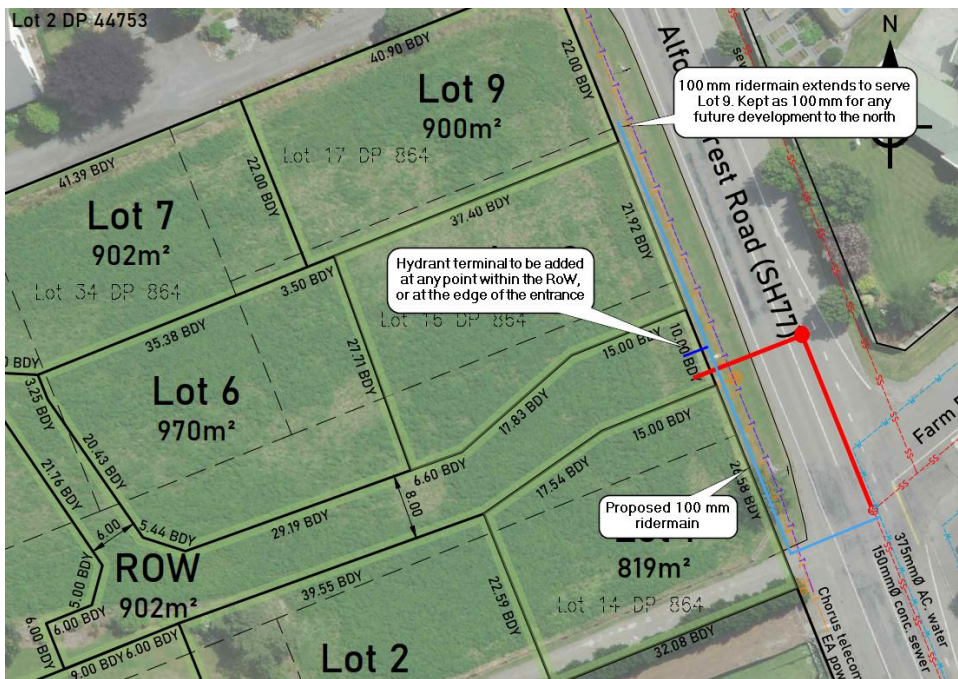 Lot 2 DP 44753
40.90 BDY
22.00 BDY
N
Lot 9
900m²
Lot 17 DP 864
100 mm ridermain extends to serve
Lot 9. Kept as 100 mm for any
future development to the north
rest Road (SH77)
41.39 BDY
22.00 BDY
Lot 7
902m²
Lot 34 DP 864
37.40 BDY
21.92 BDY
3.50 BDY
Hydrant terminal to be added
at any point within the RoW,
or at the edge of the entrance
DP 864
35.38 BDY
27.71 BDY
15.00 BDY
10.00 BDY
BDY
3.25 BDY
Lot 6
970m²
17.83 BDY
15.00 BDY
20.43 BDY
21.76 BDY
6.60 BDY
17.54 BDY
26.58 BDY
8.00
Farm
Proposed 100 mm
ridermain
6.00
5.44 BDY
29.19 BDY
ROW
902m²
5.00 BDY
39.55 BDY
22.59 BDY
819m²
Lot 14 DP 864
375mmØ AC. water
150mmØ conc. sewer
Chorus telecom
EA pow
6.00 BDY
6.00 BDY
9.00 BDY
6.00 BDY
Lot 2
32.08 BDY
SS
SS
SS